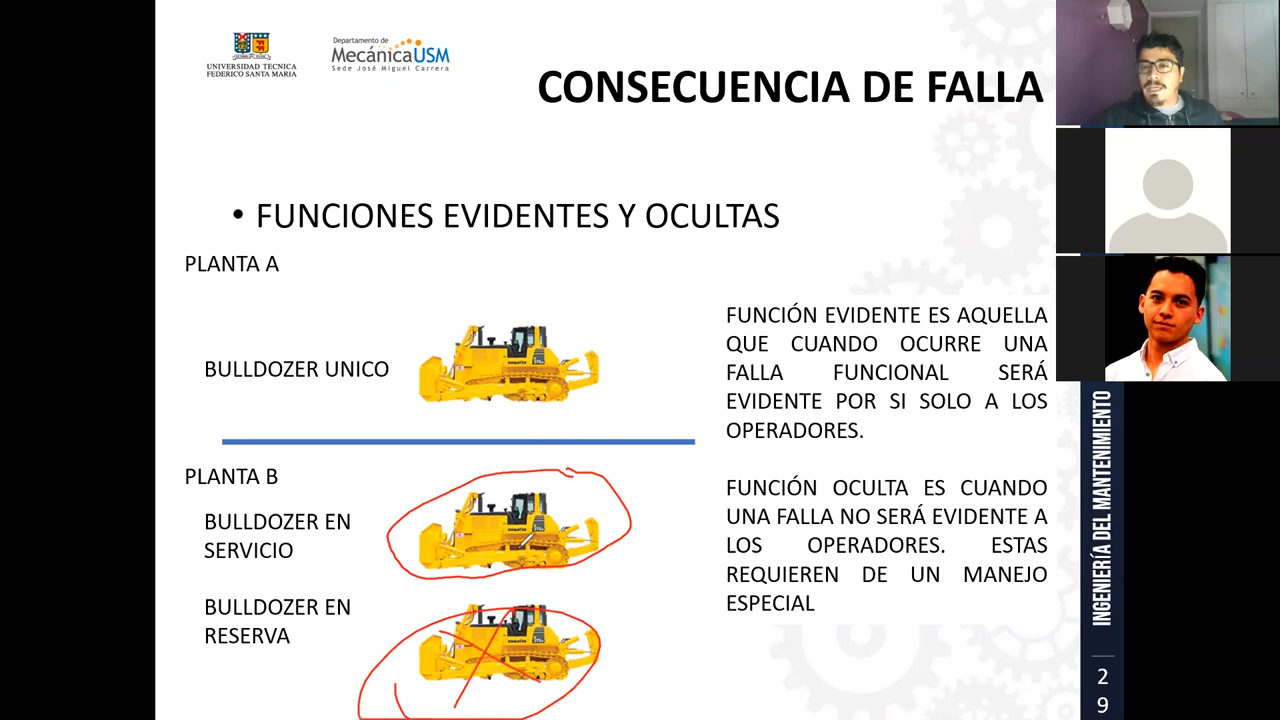 UNIVERSIDAD TECNICA
FEDERICO SANTA MARIA
Departamento de
MecánicaUSM
Sede José Miguel Carrera
CONSECUENCIA DE FALLA
• FUNCIONES EVIDENTES Y OCULTAS
PLANTA A
BULLDOZER UNICO
PLANTA B
BULLDOZER EN
SERVICIO
BULLDOZER EN
RESERVA
FUNCIÓN EVIDENTE ES AQUELLA
QUE CUANDO OCURRE UNA
FALLA FUNCIONAL SERÁ
EVIDENTE POR SI SOLO A LOS
OPERADORES.
FUNCIÓN OCULTA ES CUANDO
UNA FALLA NO SERÁ EVIDENTE A
LOS OPERADORES. ESTAS
REQUIEREN DE UN MANEJO
ESPECIAL
INGENIERÍA DEL MANTENIMIENTO
2
9